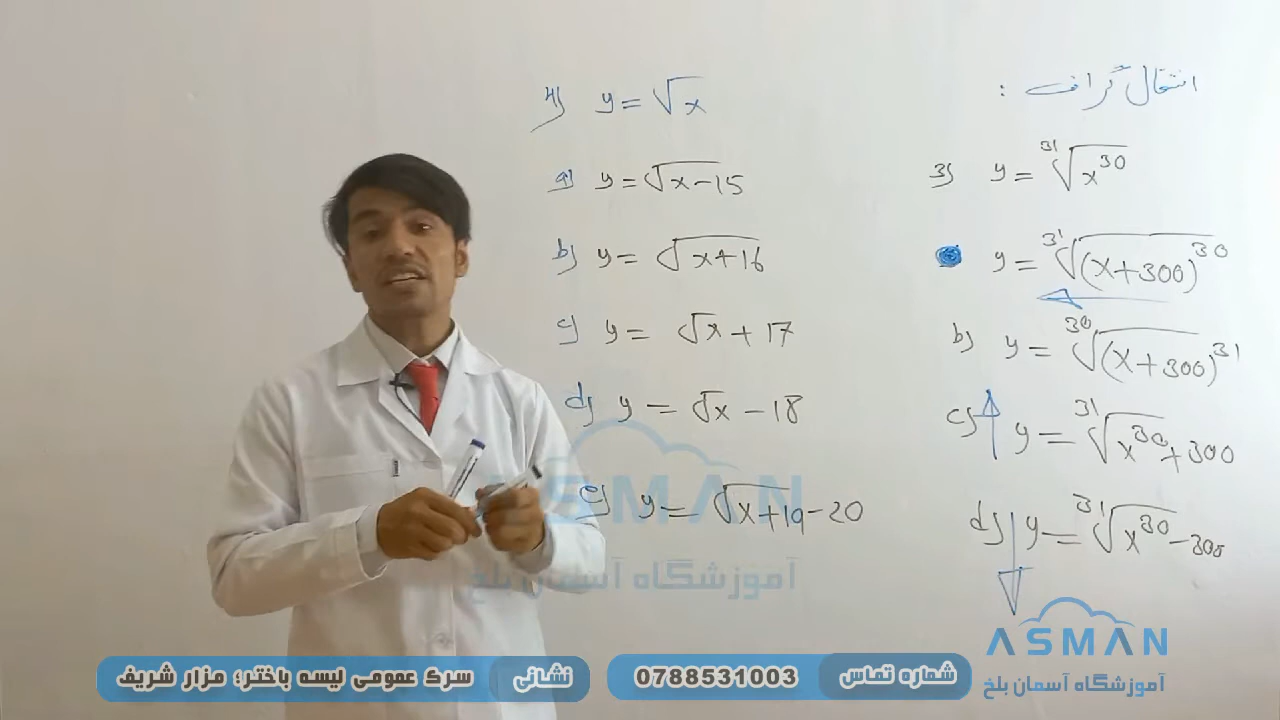 انتقال گراف :
3) y = ³¹√(x³⁰)
y = ³¹√((x+300)³⁰)
b) y = ³⁰√((x+300)³¹)
c) y = ³¹√(x³⁰) + 300
d) y = ³¹√(x³⁰) - 300
4) y = √x
a) y = √(x-15)
b) y = √(x+16)
c) y = √x + 17
d) y = √x - 18
e) y = √(x+19) - 20
ASMAN
آموزشگاه آسمان بلخ
ASMAN
آموزشگاه آسمان بلخ
شماره تماس 0788531003
نشانی سرک عمومی لیسه باختر؛ مزار شریف